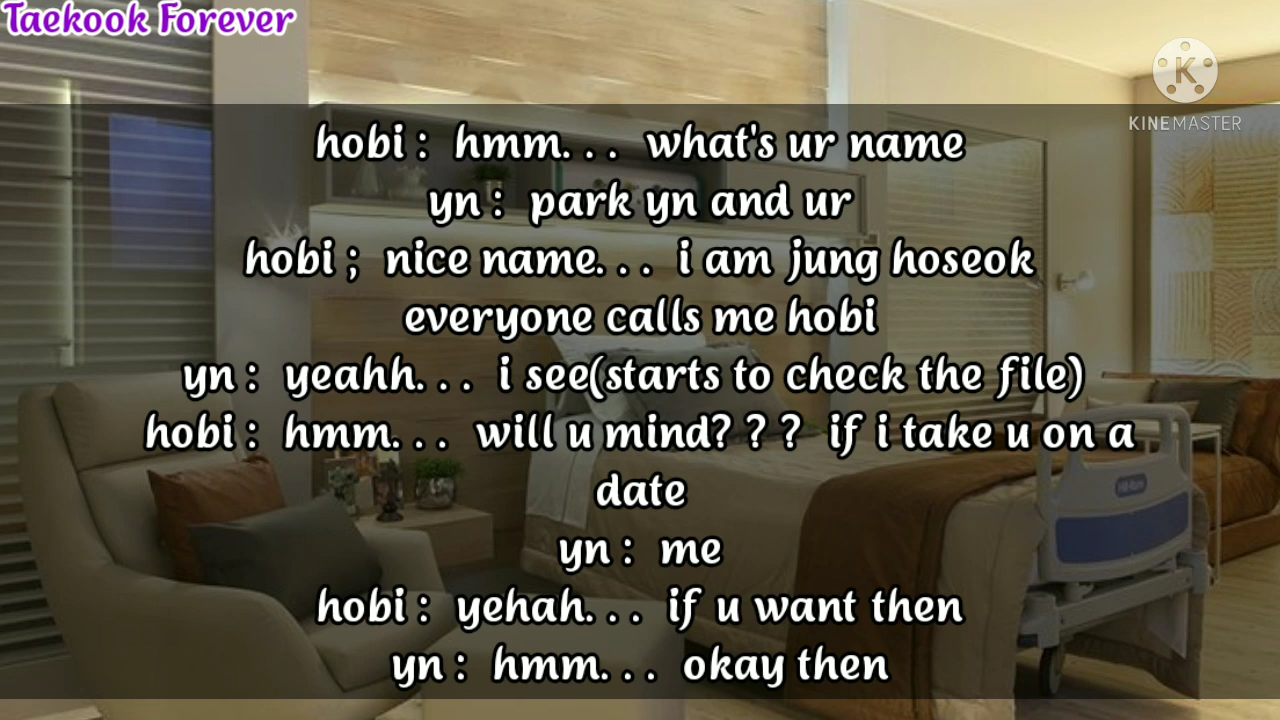 Taekook Forever
K
KINEMASTER
hobi : hmm. . . what's ur name
yn : park yn and ur
hobi ; nice name. . . i am jung hoseok
everyone calls me hobi
yn : yeahh. . . i see(starts to check the file)
hobi : hmm. . . will u mind? ? ? if i take u on a
date
yn : me
hobi : yehah. . . if u want then
yn : hmm. . . okay then